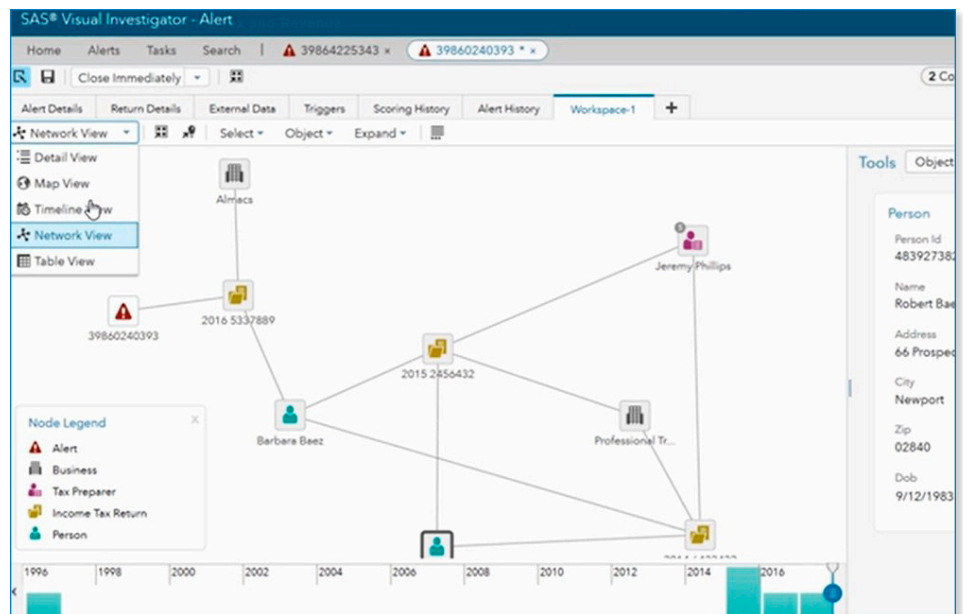 SAS® Visual Investigator - Alert
Home Alerts Tasks Search 39864225343 × 39860240393 * ×
Close Immediately 2 Co
Alert Details Return Details External Data Triggers Scoring History Alert History Workspace-1 +
Network View Select Object Expand
Detail View
Map View
Timeline View
Network View
Table View
Almacs
Jeremy Phillips
2016 5337889
39860240393
2015 2456432
Barbara Baez
Professional Tr...
Node Legend x
Alert
Business
Tax Preparer
Income Tax Return
Person
Tools Object
Person
Person Id
48392738
Name
Robert Bae
Address
66 Prospec
City
Newport
Zip
02840
Dob
9/12/1983
1996 1998 2000 2002 2004 2006 2008 2010 2012 2014 2016